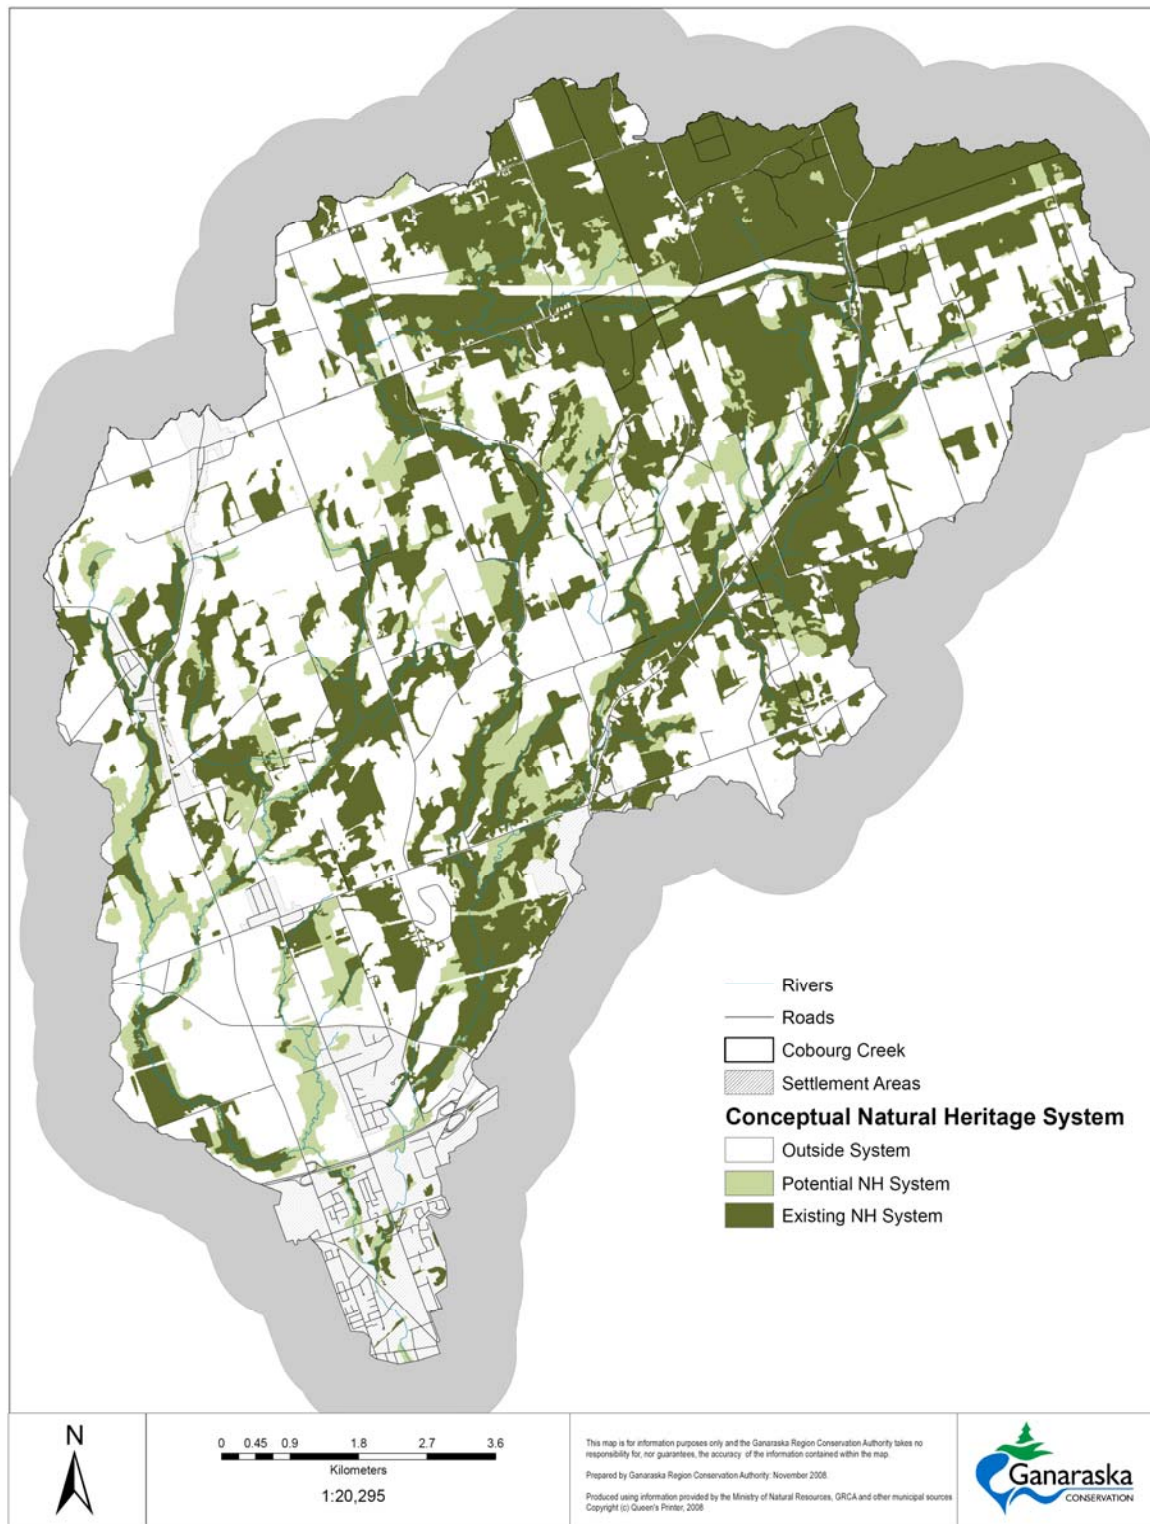 Rivers
Roads
Cobourg Creek
Settlement Areas
Conceptual Natural Heritage System
Outside System
Potential NH System
Existing NH System
N
0 0.45 0.9 1.8 2.7 3.6
Kilometers
1:20,295
This map is for information purposes only and the Ganaraska Region Conservation Authority takes no
responsibility for, nor guarantees, the accuracy of the information contained within the map.
Prepared by Ganaraska Region Conservation Authority: November 2008.
Produced using information provided by the Ministry of Natural Resources, GRCA and other municipal sources
Copyright (c) Queen's Printer, 2008
Ganaraska
CONSERVATION